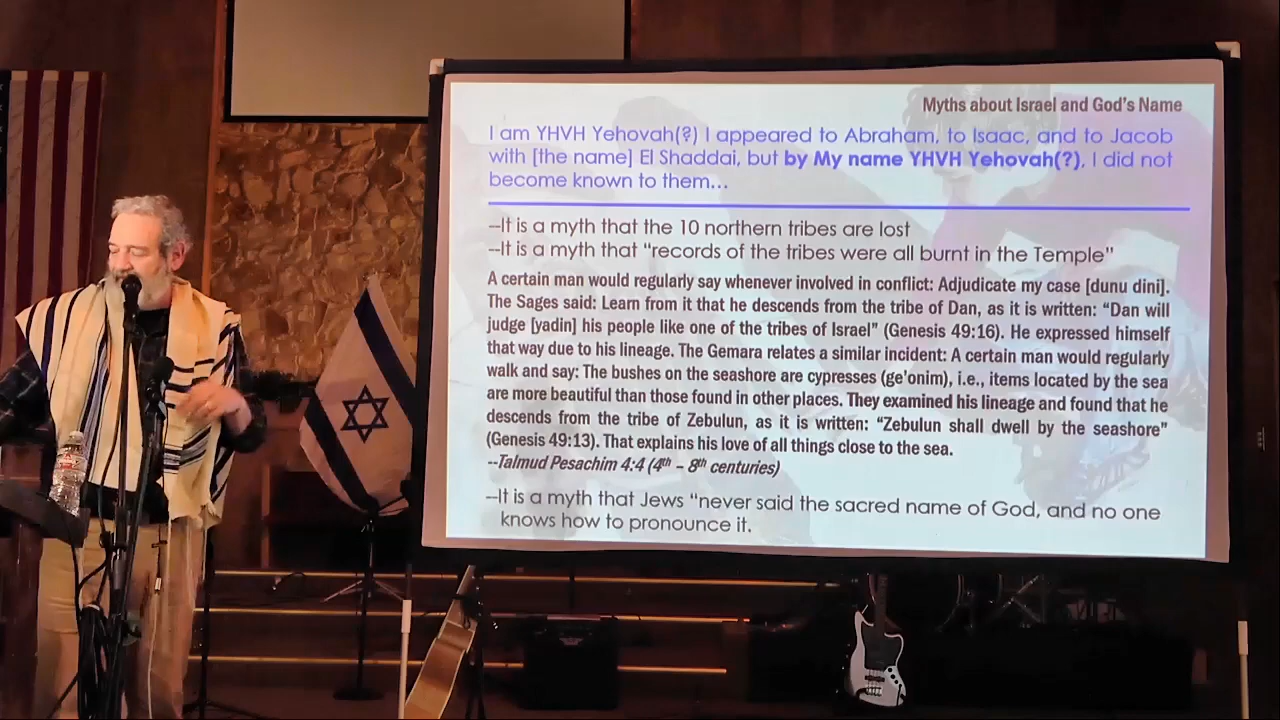 Myths about Israel and God's Name
I am YHVH Yehovah(?) I appeared to Abraham, to Isaac, and to Jacob
with [the name] El Shaddai, but by My name YHVH Yehovah(?), I did not
become known to them…
--It is a myth that the 10 northern tribes are lost
--It is a myth that "records of the tribes were all burnt in the Temple"
A certain man would regularly say whenever involved in conflict: Adjudicate my case [dunu dini].
The Sages said: Learn from it that he descends from the tribe of Dan, as it is written: "Dan will
judge [yadin] his people like one of the tribes of Israel" (Genesis 49:16). He expressed himself
that way due to his lineage. The Gemara relates a similar incident: A certain man would regularly
walk and say: The bushes on the seashore are cypresses (ge'onim), i.e., items located by the sea
are more beautiful than those found in other places. They examined his lineage and found that he
descends from the tribe of Zebulun, as it is written: "Zebulun shall dwell by the seashore"
(Genesis 49:13). That explains his love of all things close to the sea.
--Talmud Pesachim 4:4 (4th – 8th centuries)
--It is a myth that Jews "never said the sacred name of God, and no one
knows how to pronounce it.